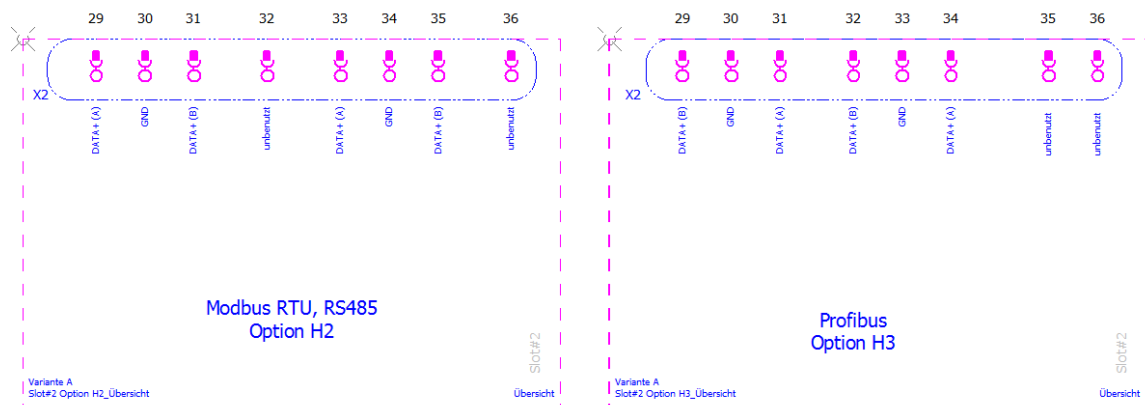 29 30 31 32 33 34 35 36
X2
DATA+ (A)
GND
DATA+ (B)
unbenutzt
DATA+ (A)
GND
DATA+ (B)
unbenutzt
Modbus RTU, RS485
Option H2
Slot#2
Variante A
Slot#2 Option H2_Übersicht
Übersicht
29 30 31 32 33 34 35 36
X2
DATA+ (B)
GND
DATA+ (A)
DATA+ (B)
GND
DATA+ (A)
unbenutzt
unbenutzt
Profibus
Option H3
Slot#2
Variante A
Slot#2 Option H3_Übersicht
Übersicht